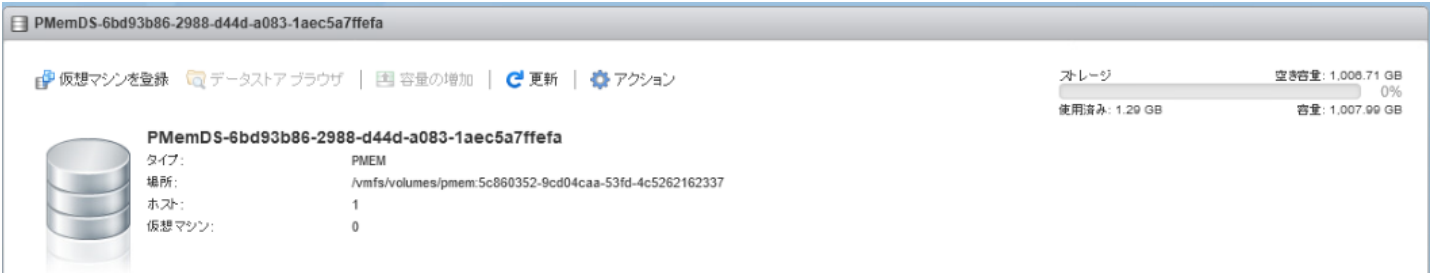 PMemDS-6bd93b86-2988-d44d-a083-1aec5a7ffefa
仮想マシンを登録 データストア ブラウザ | 容量の増加 | 更新 | アクション
ストレージ 空き容量: 1,006.71 GB
0%
使用済み: 1.29 GB 容量: 1,007.99 GB
PMemDS-6bd93b86-2988-d44d-a083-1aec5a7ffefa
タイプ: PMEM
場所: /vmfs/volumes/pmem:5c860352-9cd04caa-53fd-4c5262162337
ホスト: 1
仮想マシン: 0